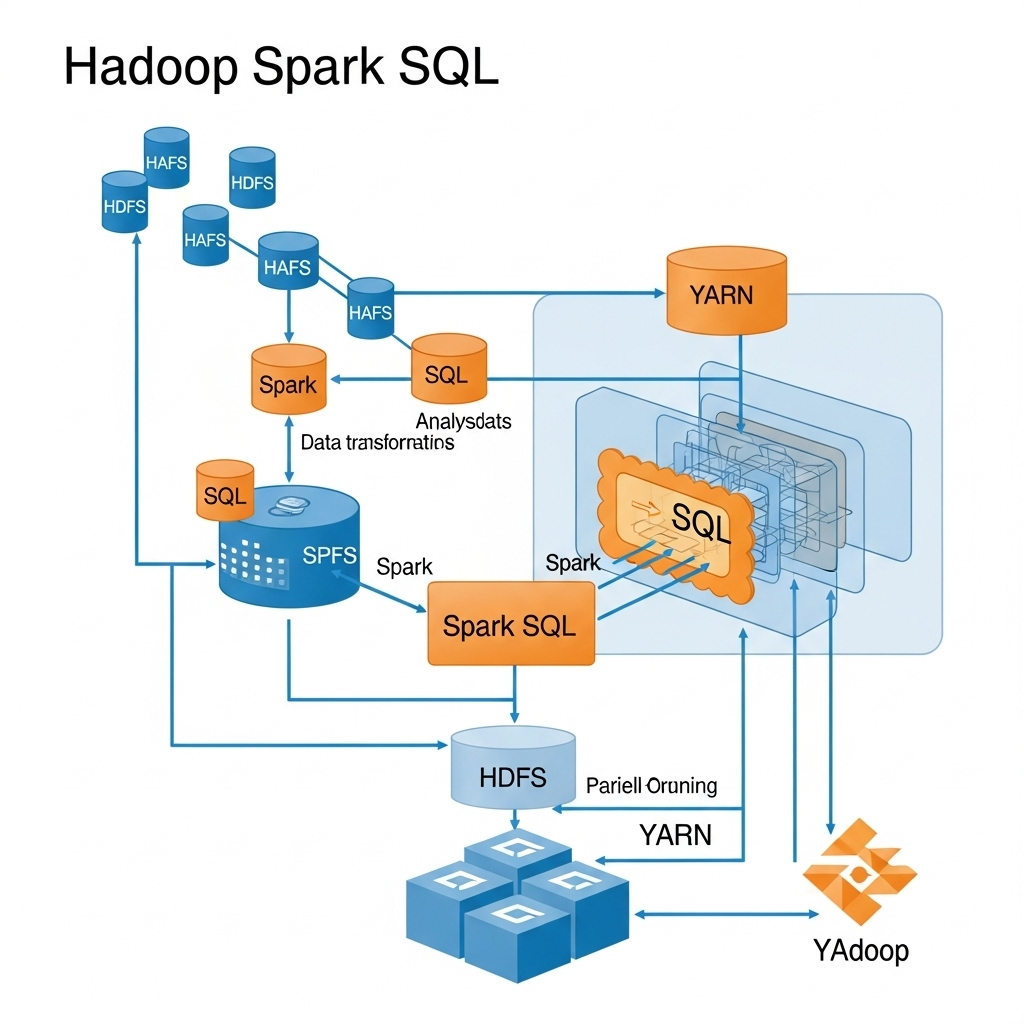 Hadoop Spark SQL
HAFS
HDFS
HDFS
HAFS
HAFS
HAFS
YARN
Spark
SQL
Analysdats
Data transformatios
SQL
SPFS
Spark
Spark
SQL
Spark SQL
HDFS
Pariell Oruning
YARN
YAdoop